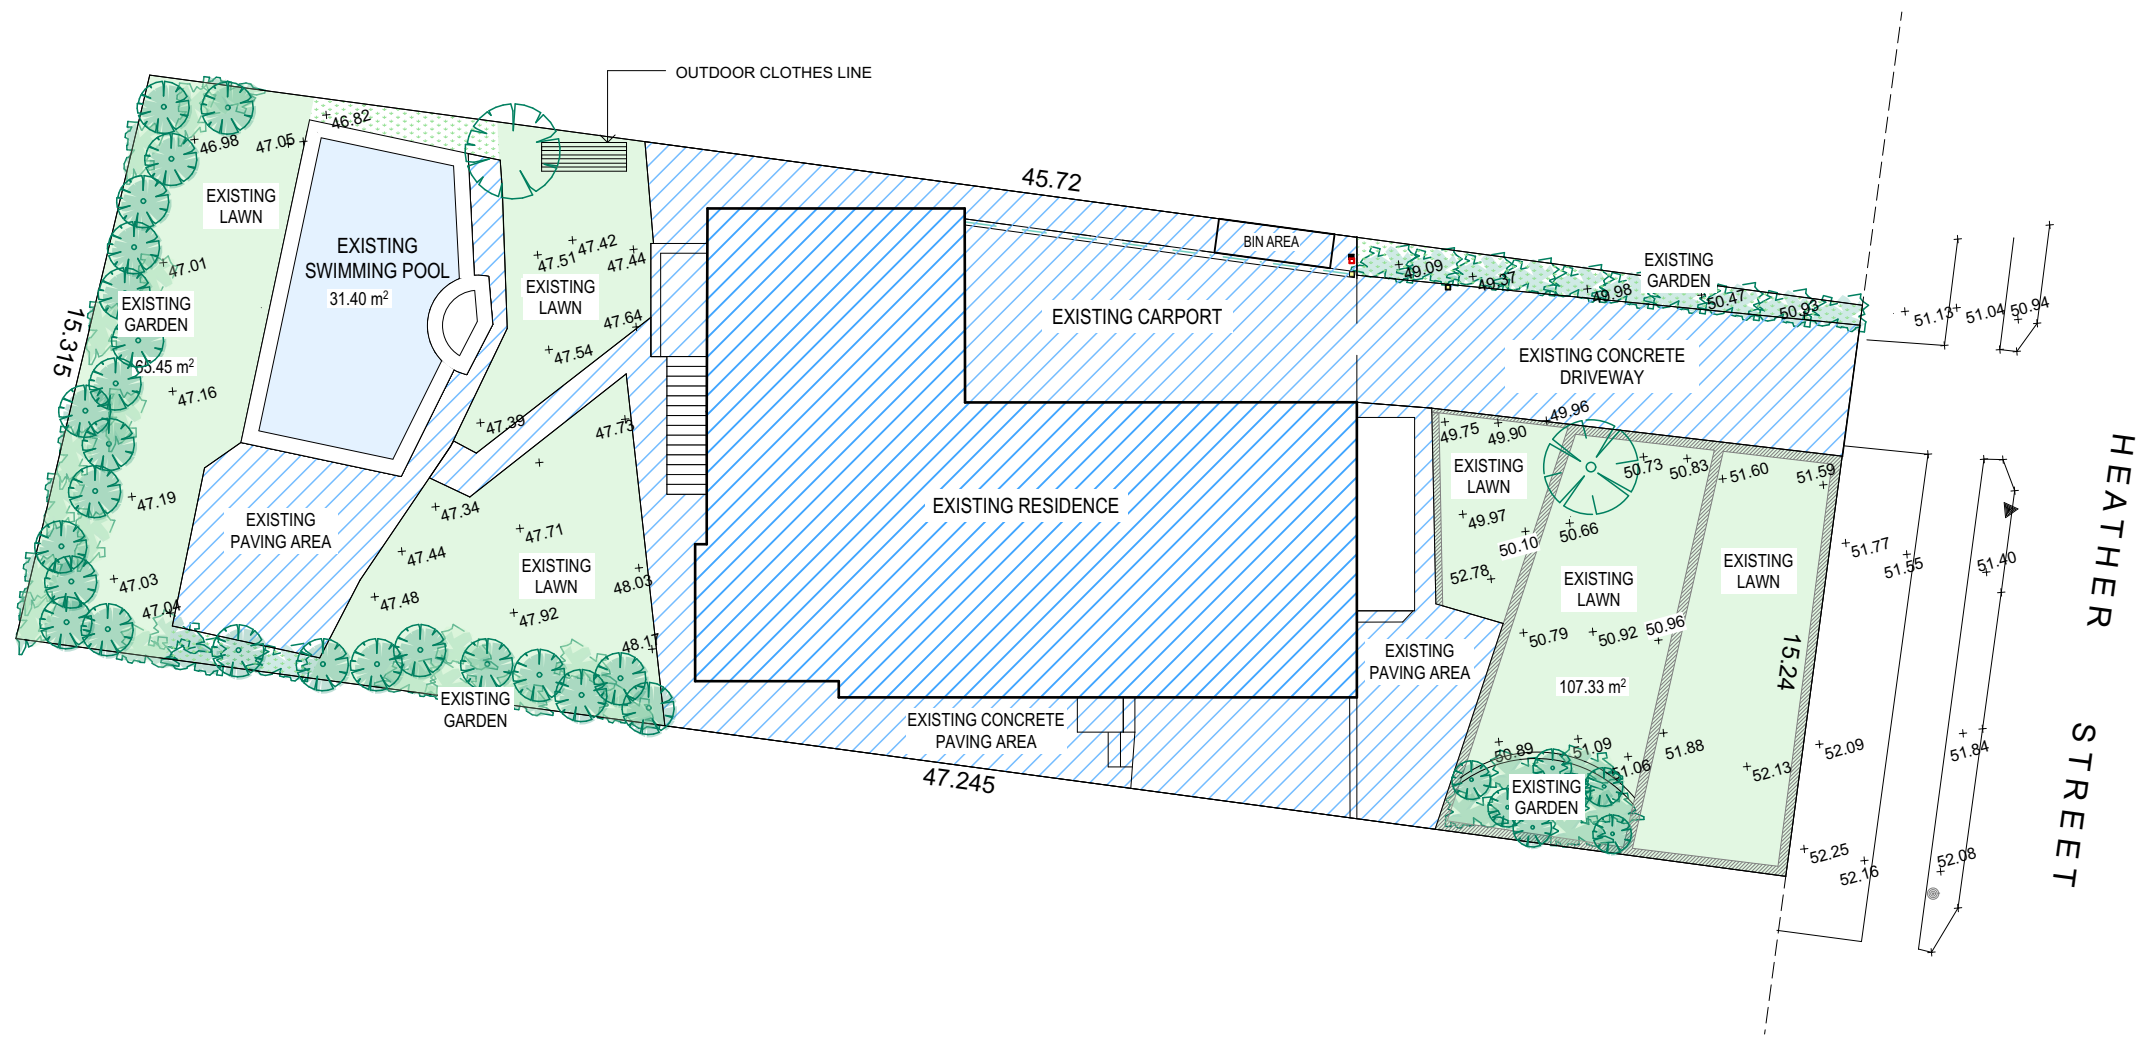 OUTDOOR CLOTHES LINE
46.82
46.98
47.05
45.72
EXISTING
LAWN
EXISTING
SWIMMING POOL
31.40 m²
47.42
47.51
47.44
BIN AREA
EXISTING
GARDEN
47.01
EXISTING
LAWN
49.09
49.37
49.98
50.47
50.93
51.13
51.04
50.94
EXISTING
GARDEN
65.45 m²
15.315
47.64
47.54
EXISTING CARPORT
EXISTING CONCRETE
DRIVEWAY
47.16
47.39
47.73
49.96
49.75
49.90
EXISTING
LAWN
50.73
50.83
51.60
51.59
47.19
47.34
47.71
EXISTING
PAVING AREA
EXISTING RESIDENCE
49.97
50.10
50.66
47.44
EXISTING
LAWN
48.03
52.78
EXISTING
LAWN
EXISTING
LAWN
51.77
51.55
51.40
47.03
47.04
47.48
47.92
48.17
50.79
50.92
50.96
EXISTING
PAVING AREA
107.33 m²
15.24
EXISTING
GARDEN
EXISTING CONCRETE
PAVING AREA
47.245
50.89
51.09
51.06
51.88
52.13
52.09
51.84
EXISTING
GARDEN
52.25
52.16
52.08
HEATHER STREET